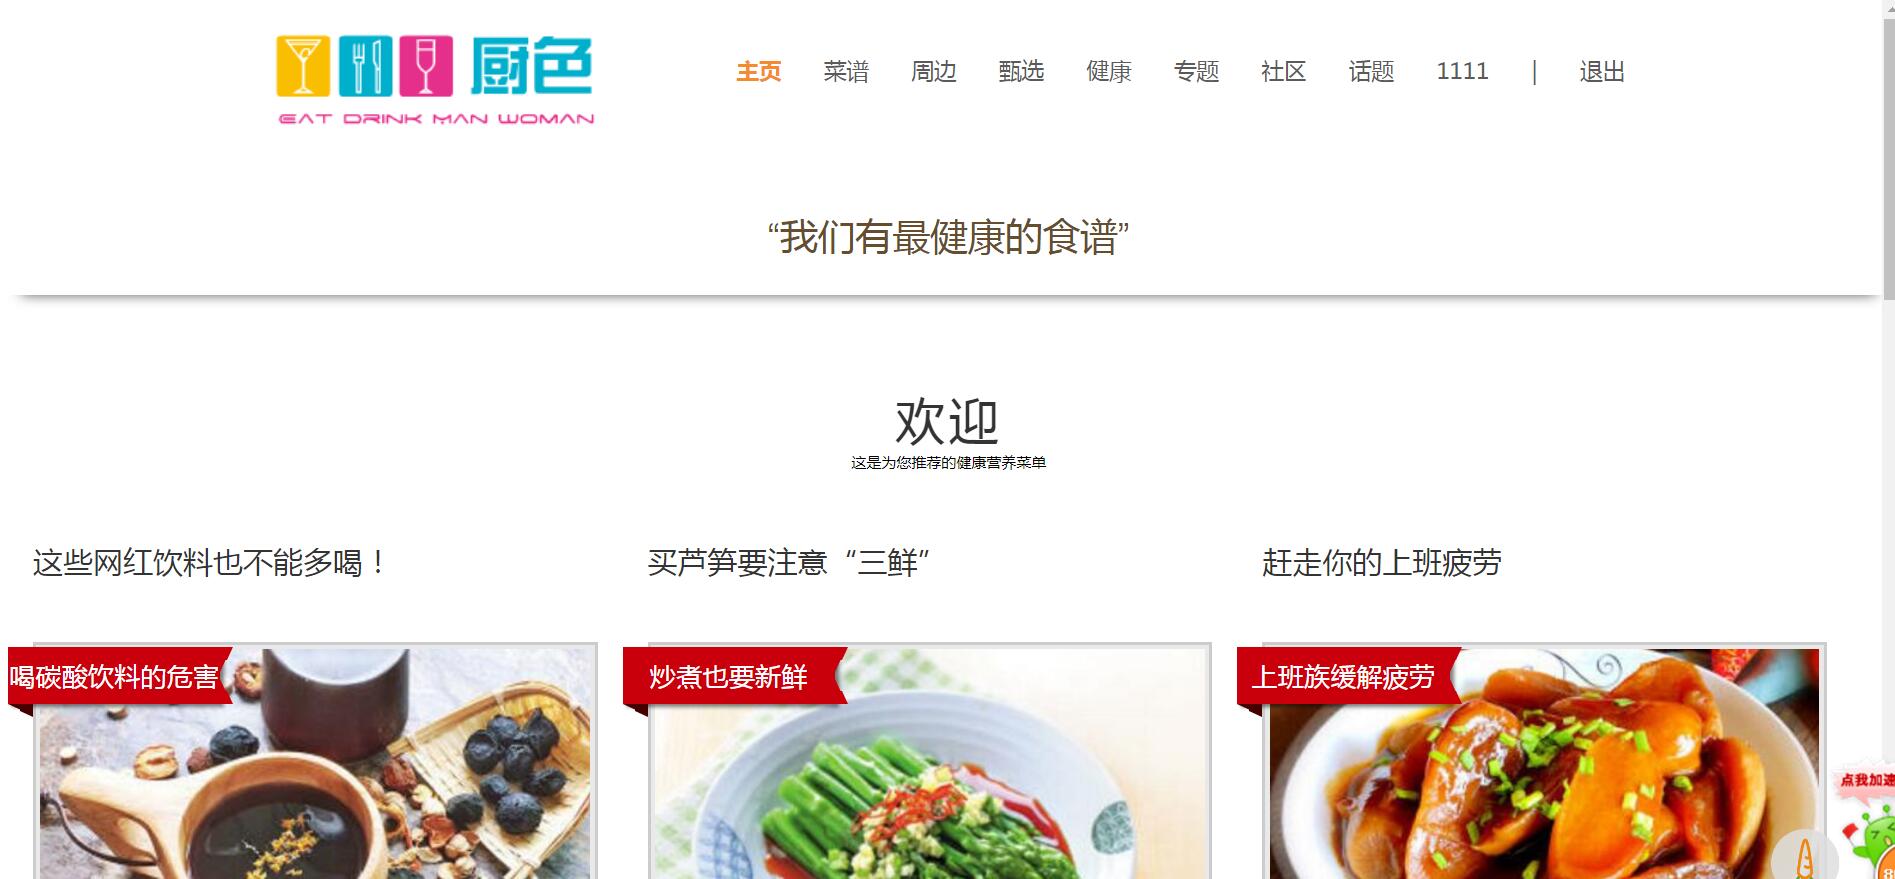 厨色
EAT DRINK MAN WOMAN
主页 菜谱 周边 甄选 健康 专题 社区 话题 1111 | 退出
“我们有最健康的食谱”
欢迎
这是为您推荐的健康营养菜单
这些网红饮料也不能多喝！
买芦笋要注意“三鲜”
赶走你的上班疲劳
喝碳酸饮料的危害
炒煮也要新鲜
上班族缓解疲劳
点我加速